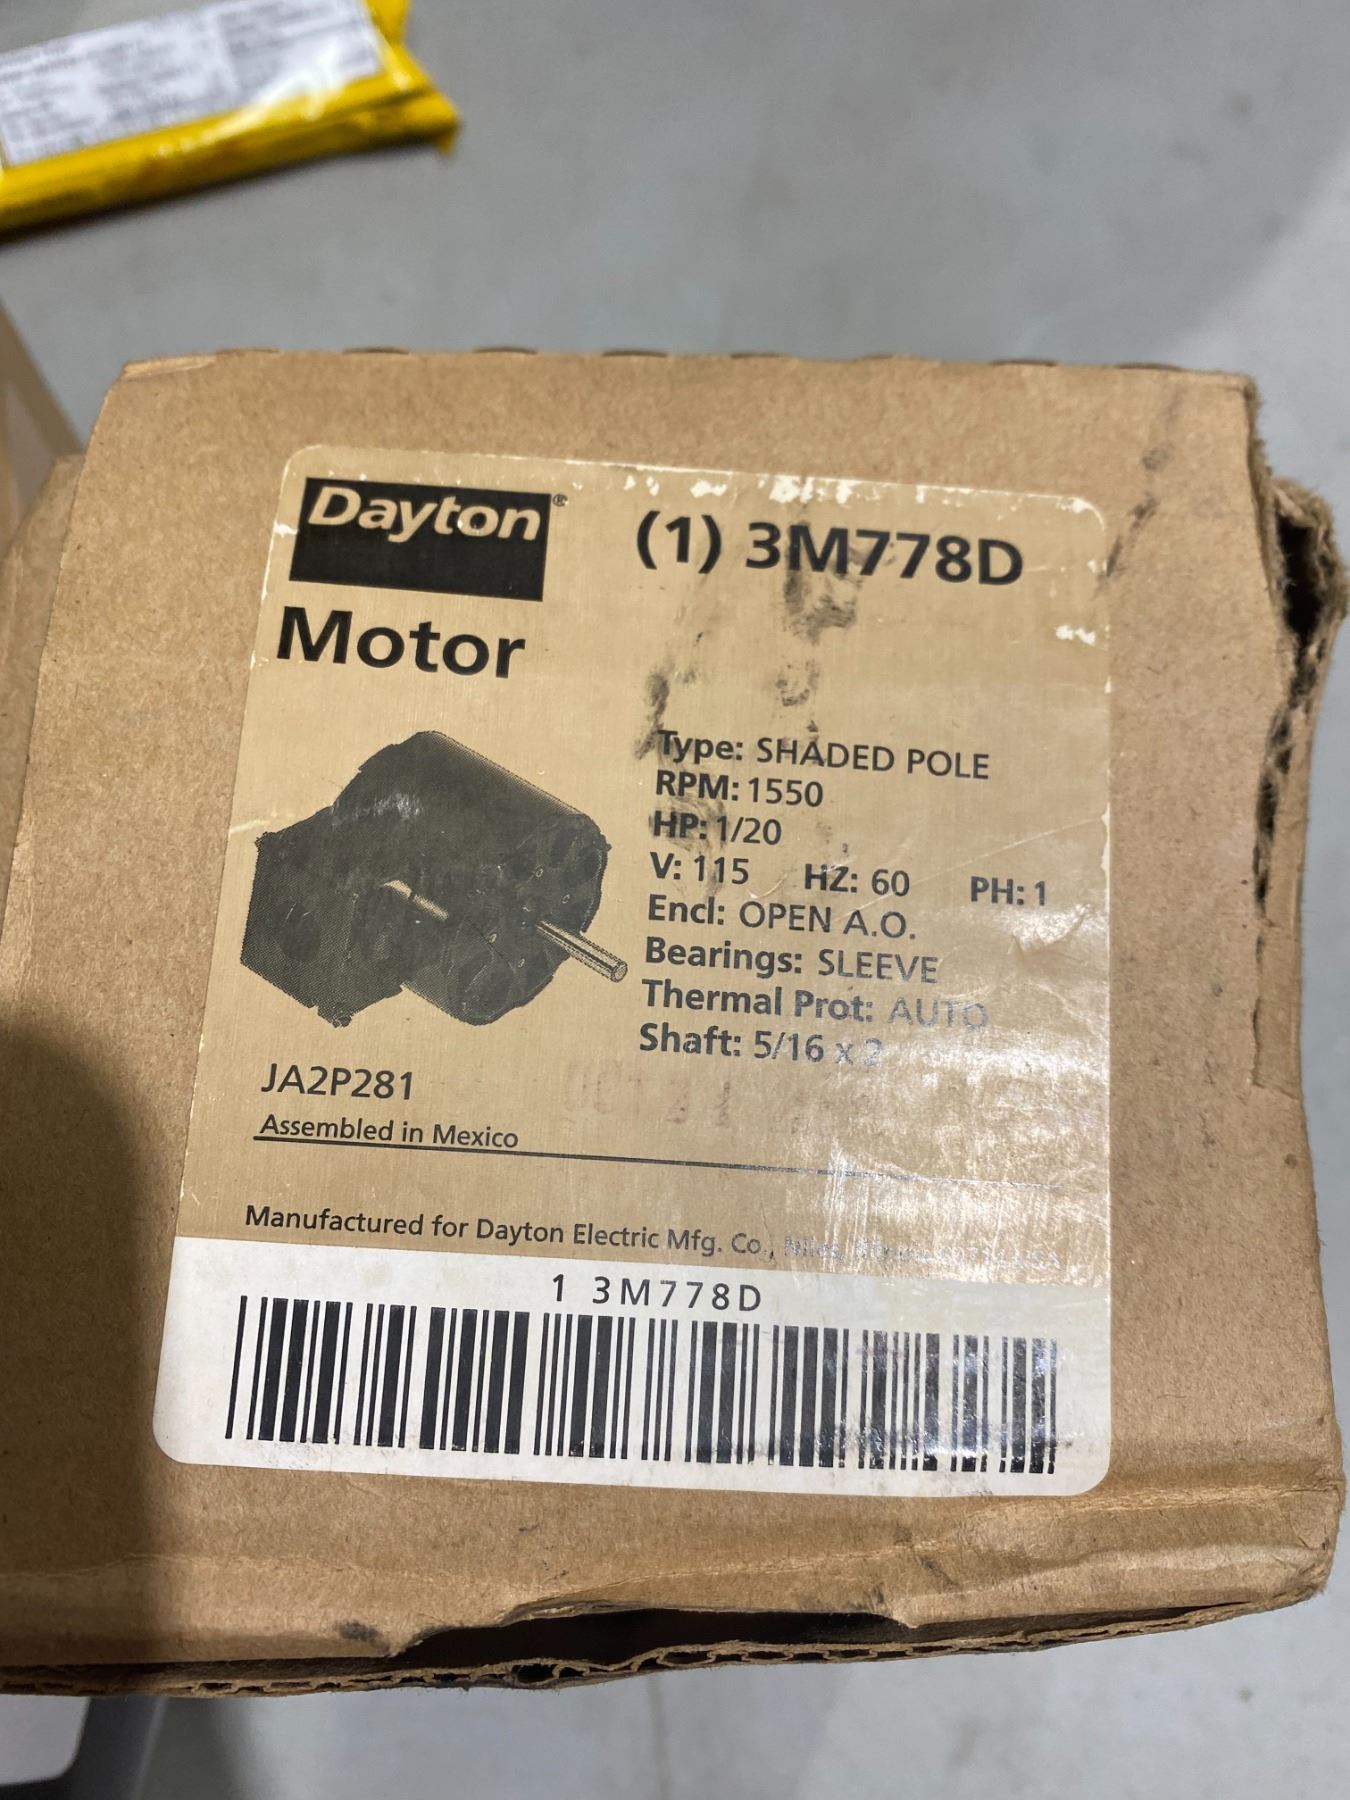 Dayton®
(1) 3M778D
Motor
Type: SHADED POLE
RPM: 1550
HP: 1/20
V: 115 HZ: 60 PH: 1
Encl: OPEN A.O.
Bearings: SLEEVE
Thermal Prot: AUTO
Shaft: 5/16 x 2
JA2P281
Assembled in Mexico
Manufactured for Dayton Electric Mfg. Co., Niles,
1 3M778D